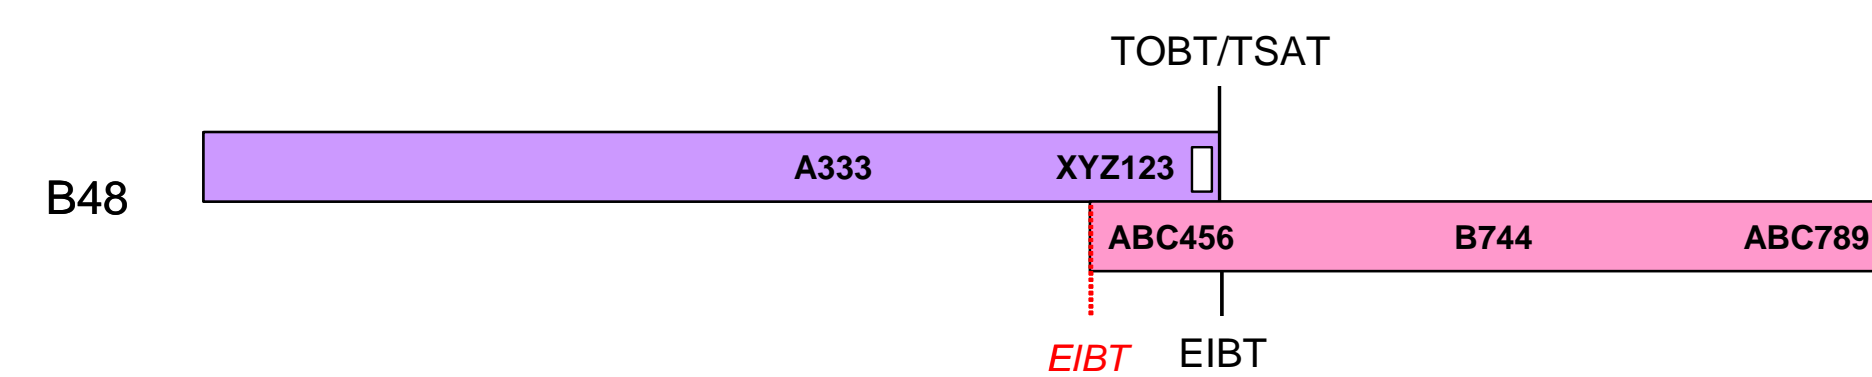 TOBT/TSAT
A333 XYZ123
B48
ABC456 B744 ABC789
EIBT EIBT